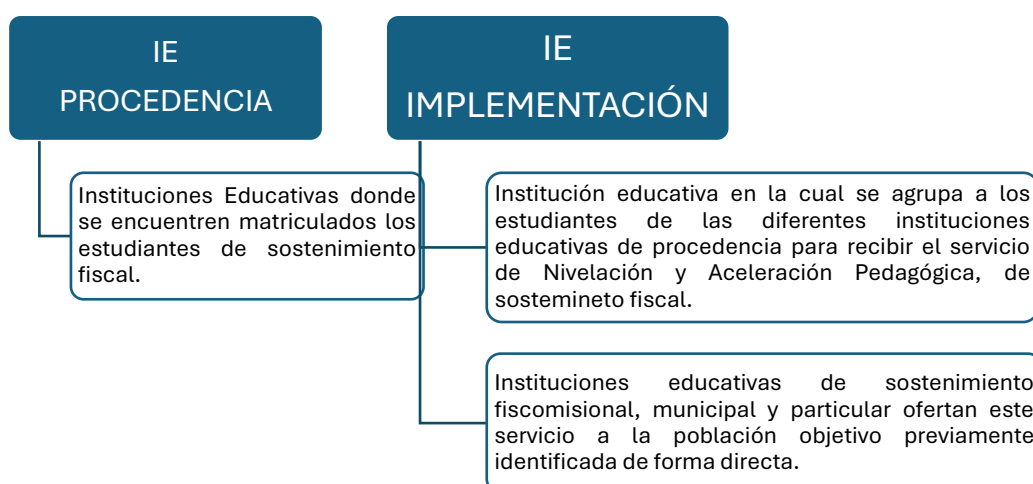 IE
PROCEDENCIA
IE
IMPLEMENTACIÓN
Instituciones Educativas donde
se encuentren matriculados los
estudiantes de sostenimiento
fiscal.
Institución educativa en la cual se agrupa a los
estudiantes de las diferentes instituciones
educativas de procedencia para recibir el servicio
de Nivelación y Aceleración Pedagógica, de
sostemineto fiscal.
Instituciones educativas de sostenimiento
fiscomisional, municipal y particular ofertan este
servicio a la población objetivo previamente
identificada de forma directa.